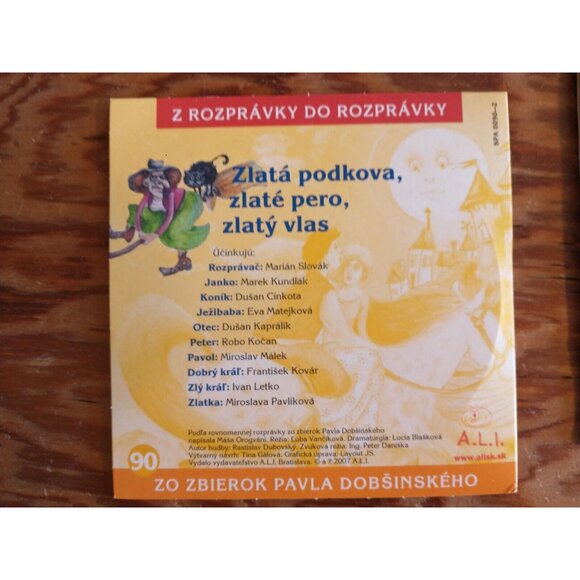 Z ROZPRÁVKY DO ROZPRÁVKY
SPA 0090-2
Zlatá podkova,
zlaté pero,
zlatý vlas
Účinkujú:
Rozprávač: Marián Slovák
Janko: Marek Kundlák
Koník: Dušan Cinkota
Ježibaba: Eva Matejková
Otec: Dušan Kaprálik
Peter: Robo Kočan
Pavol: Miroslav Málek
Dobrý kráľ: František Kovár
Zlý kráľ: Ivan Letko
Zlatka: Miroslava Pavlíková
Podľa rovnomennej rozprávky zo zbierok Pavla Dobšinského
napísala Máša Orogváni. Réžia: Ľuba Vančíková. Dramaturgia: Lucia Blašková
Autor hudby: Rastislav Dubovský. Zvuková réžia: Ing. Peter Daniška
Výtvarný návrh: Tina Gálová. Grafická úprava: Layout JS.
Vydalo vydavateľstvo A.L.I. Bratislava. © a ℗ 2007 A.L.I.
A.L.I.
www.alisk.sk
90
ZO ZBIEROK PAVLA DOBŠINSKÉHO